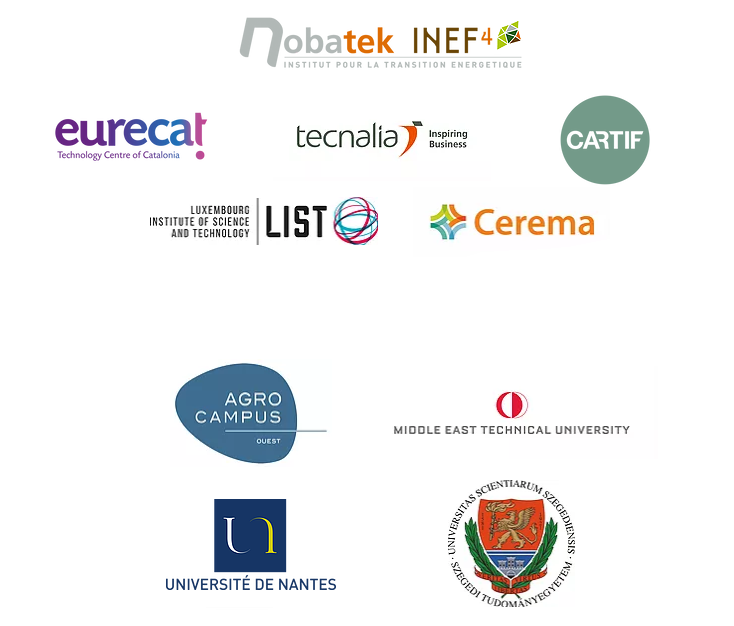 nobatek INEF4
INSTITUT POUR LA TRANSITION ENERGETIQUE
eurecat
Technology Centre of Catalonia
tecnalia Inspiring
Business
CARTIF
LUXEMBOURG
INSTITUTE OF SCIENCE
AND TECHNOLOGY
LIST
Cerema
AGRO
CAMPUS
OUEST
MIDDLE EAST TECHNICAL UNIVERSITY
UNIVERSITÉ DE NANTES
UNIVERSITAS SCIENTIARUM SZEGEDIENSIS
SZEGEDI TUDOMÁNYEGYETEM